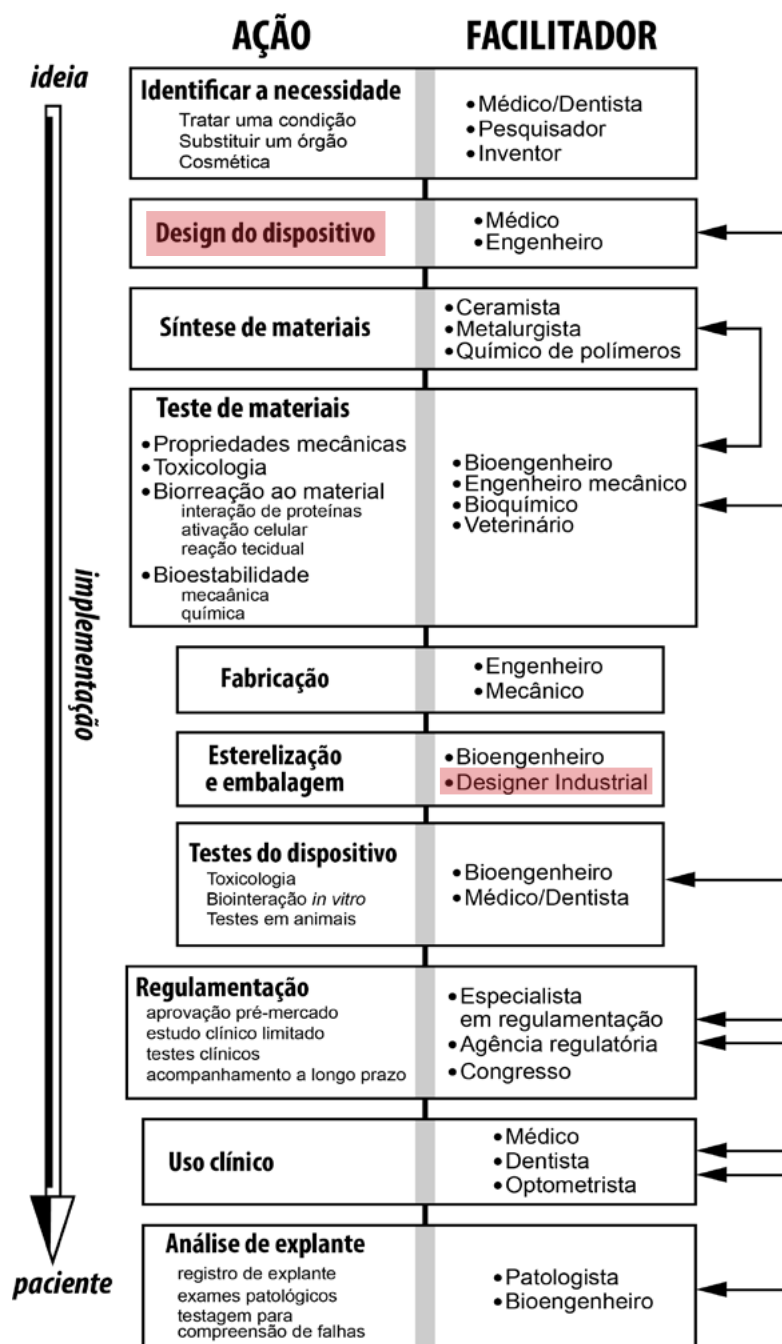 AÇÃO
FACILITADOR
ideia
Identificar a necessidade
Tratar uma condição
Substituir um órgão
Cosmética
•Médico/Dentista
•Pesquisador
•Inventor
Design do dispositivo
•Médico
•Engenheiro
Síntese de materiais
•Ceramista
•Metalurgista
•Químico de polímeros
Teste de materiais
•Propriedades mecânicas
•Toxicologia
•Biorreação ao material
interação de proteínas
ativação celular
reação tecidual
•Bioestabilidade
mecaânica
química
•Bioengenheiro
•Engenheiro mecânico
•Bioquímico
•Veterinário
implementação
Fabricação
•Engenheiro
•Mecânico
Esterelização
e embalagem
•Bioengenheiro
•Designer Industrial
Testes do dispositivo
Toxicologia
Biointeração in vitro
Testes em animais
•Bioengenheiro
•Médico/Dentista
Regulamentação
aprovação pré-mercado
estudo clínico limitado
testes clínicos
acompanhamento a longo prazo
•Especialista
em regulamentação
•Agência regulatória
•Congresso
Uso clínico
•Médico
•Dentista
•Optometrista
Análise de explante
registro de explante
exames patológicos
testagem para
compreensão de falhas
•Patologista
•Bioengenheiro
paciente